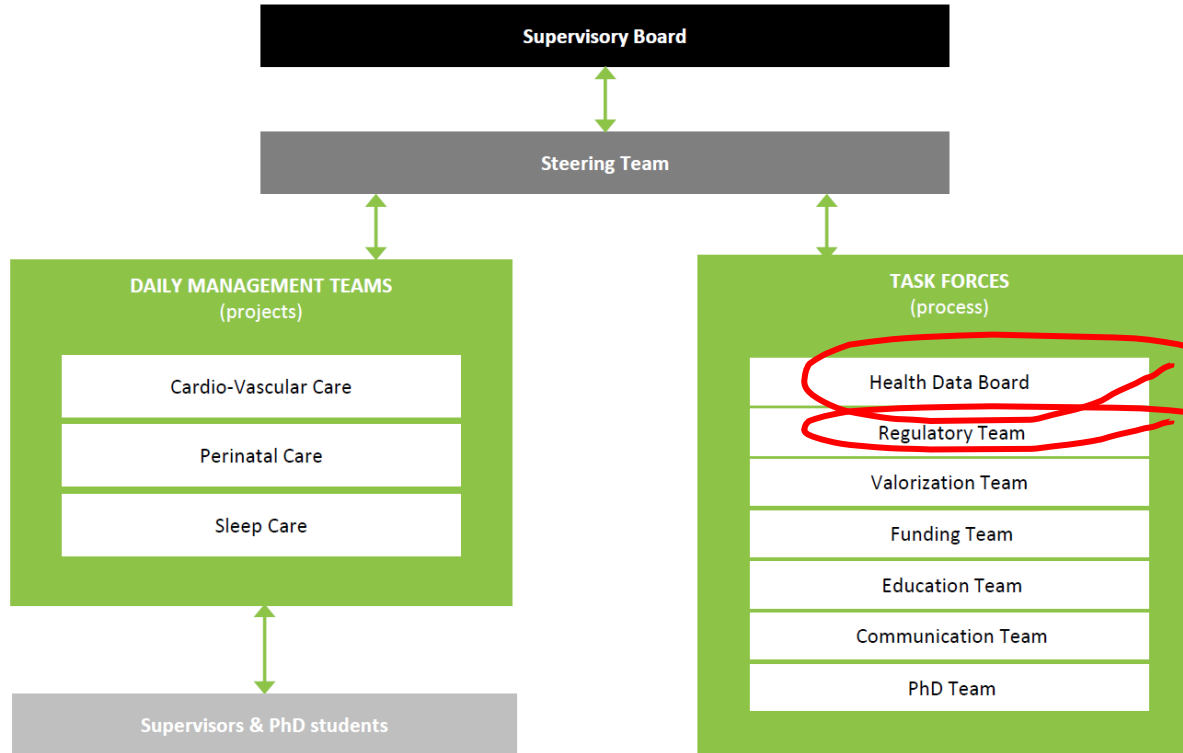 Supervisory Board
Steering Team
DAILY MANAGEMENT TEAMS
(projects)
Cardio-Vascular Care
Perinatal Care
Sleep Care
Supervisors & PhD students
TASK FORCES
(process)
Health Data Board
Regulatory Team
Valorization Team
Funding Team
Education Team
Communication Team
PhD Team